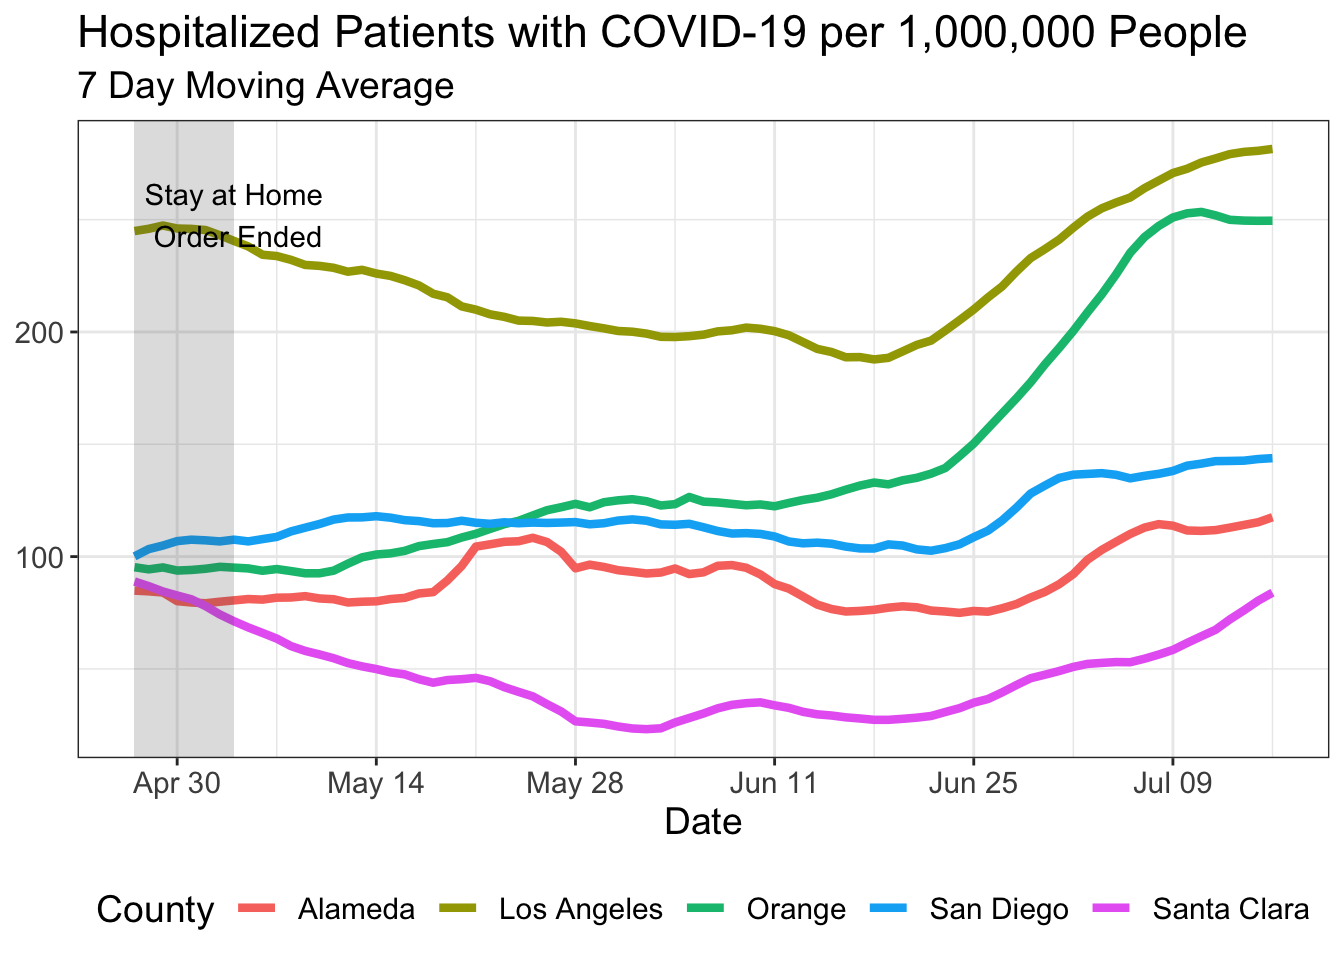 Hospitalized Patients with COVID-19 per 1,000,000 People
7 Day Moving Average
Stay at Home
Order Ended
200
100
Apr 30 May 14 May 28 Jun 11 Jun 25 Jul 09
Date
County Alameda Los Angeles Orange San Diego Santa Clara